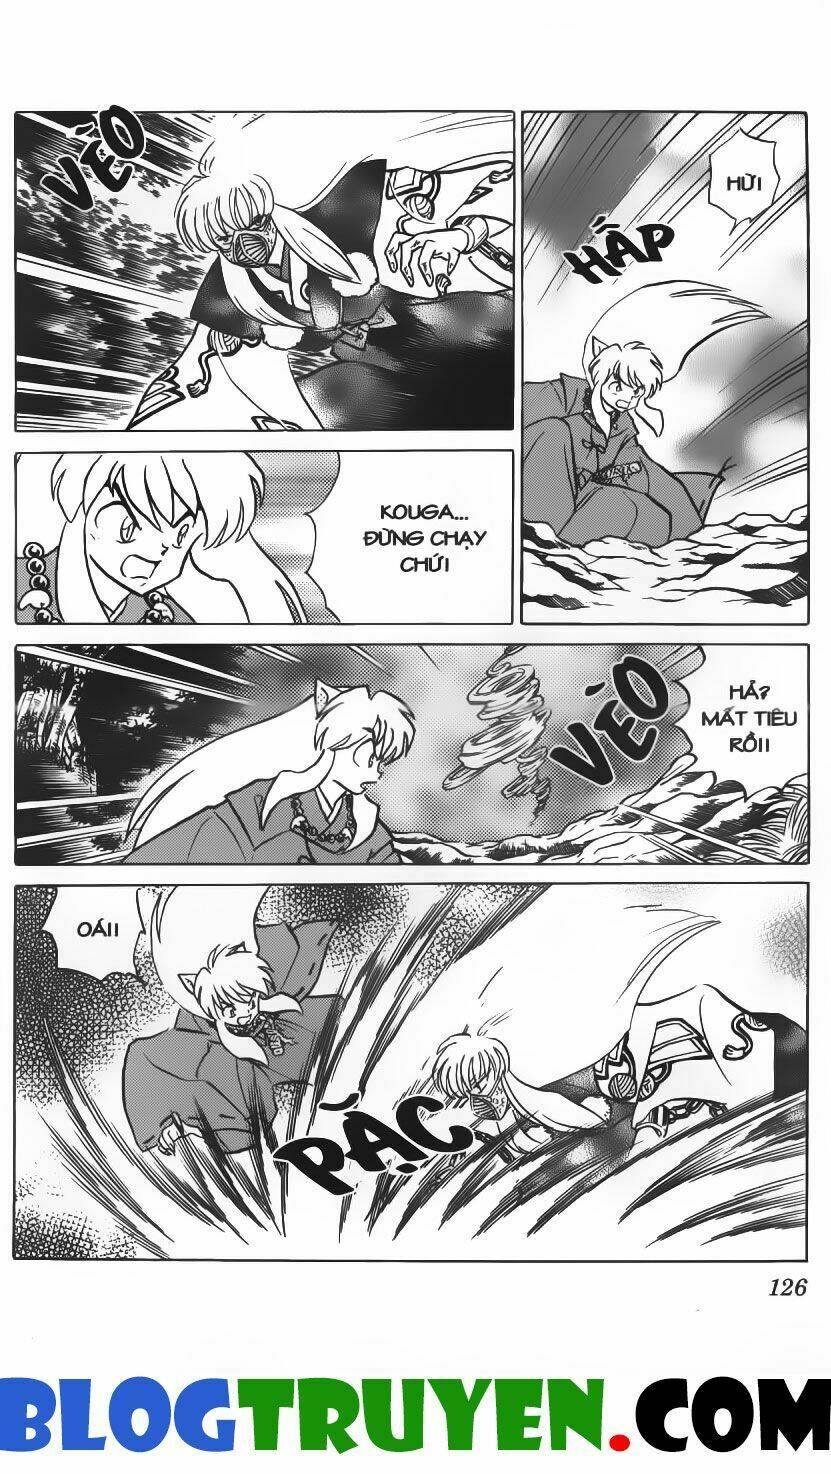 VÈO
HỪ!
HẤP
KOUGA...
ĐỪNG CHẠY
CHỨ!
VÈO
HẢ?
MẤT TIÊU
RỒI!
OÁI!
PẶC
126
BLOGTRUYEN.COM